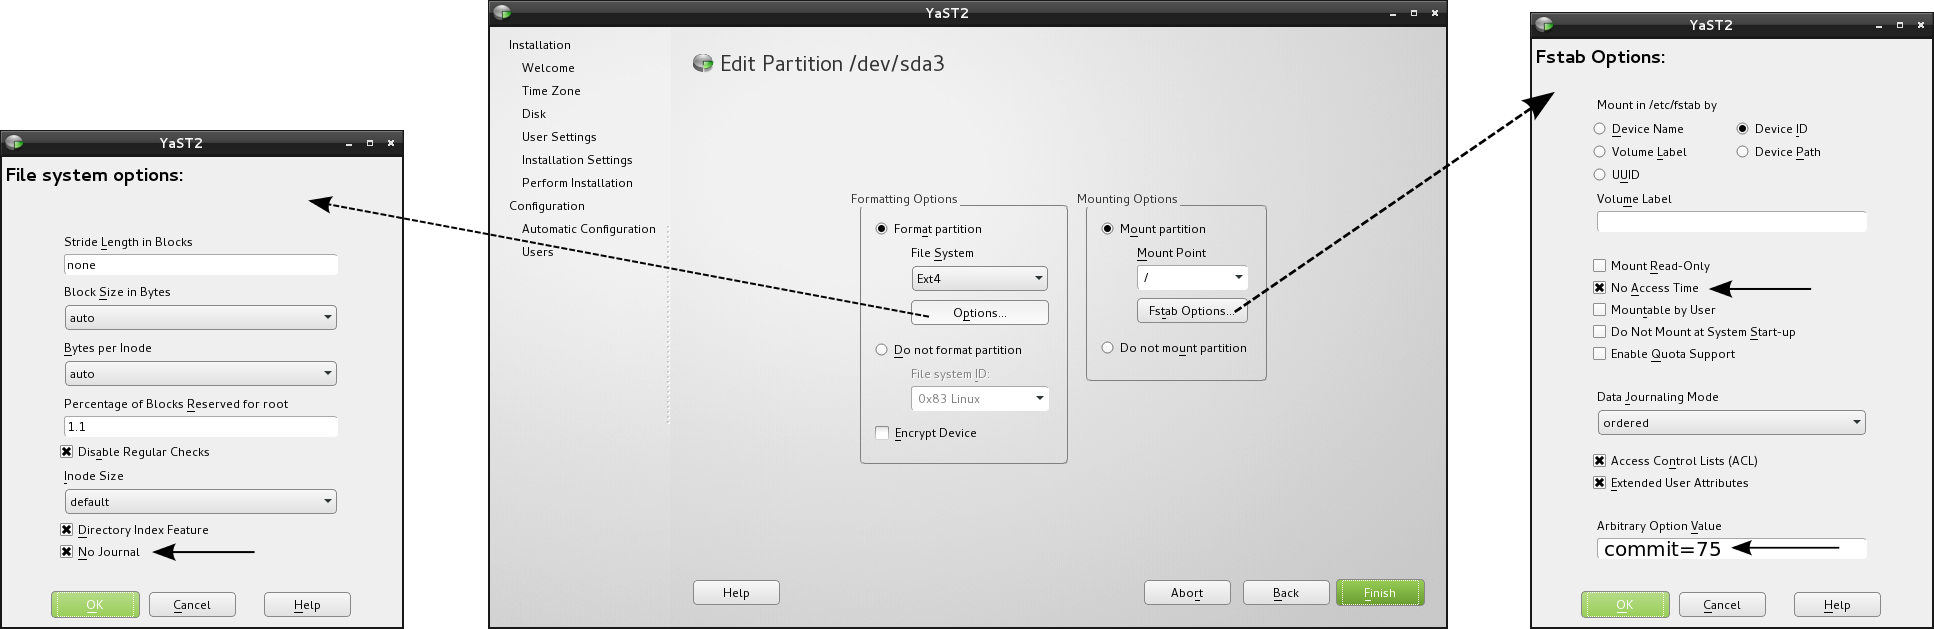 YaST2
File system options:
Stride Length in Blocks
none
Block Size in Bytes
auto
Bytes per Inode
auto
Percentage of Blocks Reserved for root
1.1
Disable Regular Checks
Inode Size
default
Directory Index Feature
No Journal
OK Cancel Help
YaST2
Installation
Welcome
Time Zone
Disk
User Settings
Installation Settings
Perform Installation
Configuration
Automatic Configuration
Users
Edit Partition /dev/sda3
Formatting Options
Format partition
File System
Ext4
Options...
Do not format partition
File system ID:
0x83 Linux
Encrypt Device
Mounting Options
Mount partition
Mount Point
/
Fstab Options...
Do not mount partition
Help Abort Back Finish
YaST2
Fstab Options:
Mount in /etc/fstab by
Device Name Device ID
Volume Label Device Path
UUID
Volume Label
Mount Read-Only
No Access Time
Mountable by User
Do Not Mount at System Start-up
Enable Quota Support
Data Journaling Mode
ordered
Access Control Lists (ACL)
Extended User Attributes
Arbitrary Option Value
commit=75
OK Cancel Help